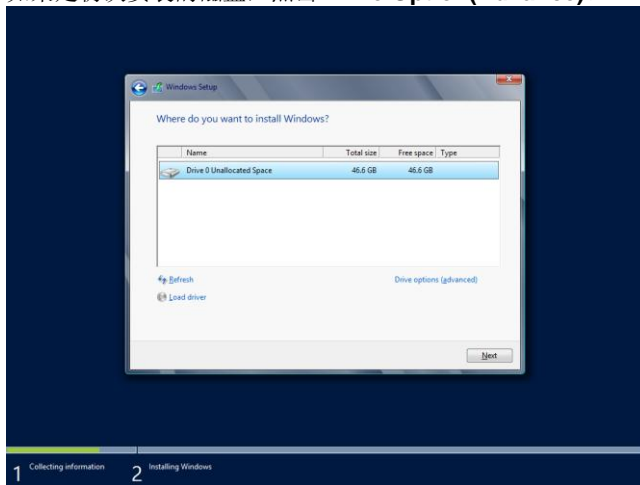 Windows Setup
Where do you want to install Windows?
Name Total size Free space Type
Drive 0 Unallocated Space 46.6 GB 46.6 GB
Refresh Drive options (advanced)
Load driver
Next
1 Collecting information 2 Installing Windows